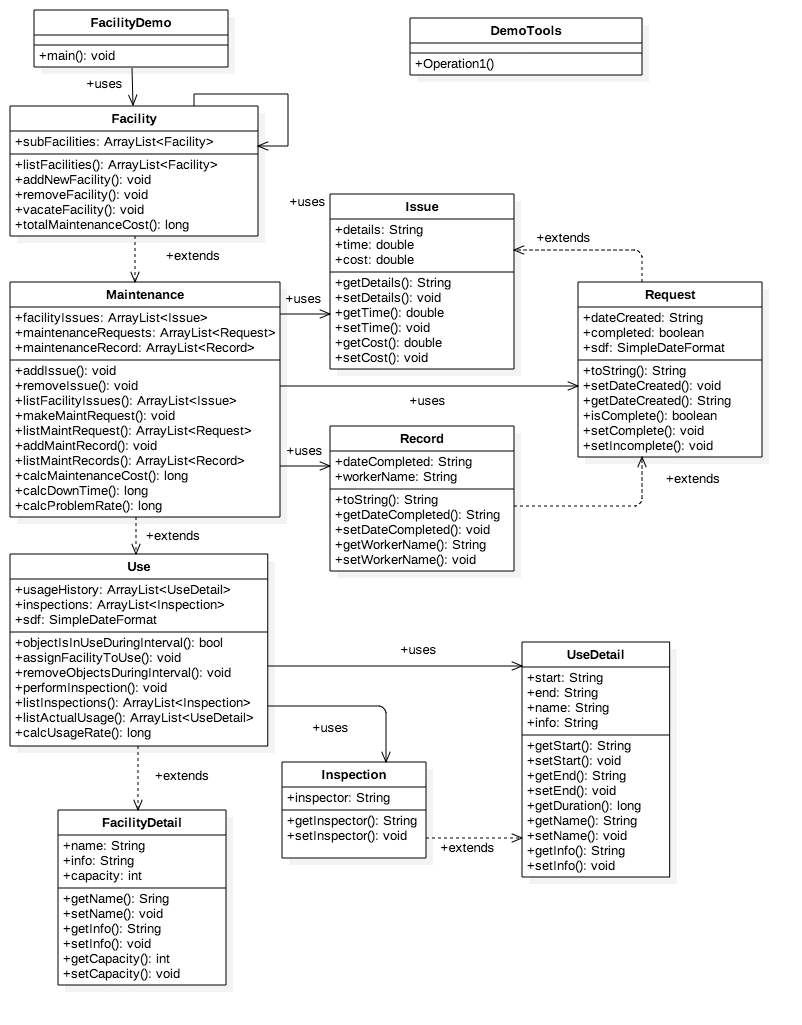 FacilityDemo
+main(): void
DemoTools
+Operation1()
+uses
Facility
+subFacilities: ArrayList<Facility>
+listFacilities(): ArrayList<Facility>
+addNewFacility(): void
+removeFacility(): void
+vacateFacility(): void
+totalMaintenanceCost(): long
+extends
+uses
Issue
+details: String
+time: double
+cost: double
+getDetails(): String
+setDetails(): void
+getTime(): double
+setTime(): void
+getCost(): double
+setCost(): void
+extends
Maintenance
+facilityIssues: ArrayList<Issue>
+maintenanceRequests: ArrayList<Request>
+maintenanceRecord: ArrayList<Record>
+addIssue(): void
+removeIssue(): void
+listFacilityIssues(): ArrayList<Issue>
+makeMaintRequest(): void
+listMaintRequest(): ArrayList<Request>
+addMaintRecord(): void
+listMaintRecords(): ArrayList<Record>
+calcMaintenanceCost(): long
+calcDownTime(): long
+calcProblemRate(): long
+uses
+uses
+uses
Request
+dateCreated: String
+completed: boolean
+sdf: SimpleDateFormat
+toString(): String
+setDateCreated(): void
+getDateCreated(): String
+isComplete(): boolean
+setComplete(): void
+setIncomplete(): void
Record
+dateCompleted: String
+workerName: String
+toString(): String
+getDateCompleted(): String
+setDateCompleted(): void
+getWorkerName(): String
+setWorkerName(): void
+extends
+extends
Use
+usageHistory: ArrayList<UseDetail>
+inspections: ArrayList<Inspection>
+sdf: SimpleDateFormat
+objectIsInUseDuringInterval(): bool
+assignFacilityToUse(): void
+removeObjectsDuringInterval(): void
+performInspection(): void
+listInspections(): ArrayList<Inspection>
+listActualUsage(): ArrayList<UseDetail>
+calcUsageRate(): long
+uses
+uses
UseDetail
+start: String
+end: String
+name: String
+info: String
+getStart(): String
+setStart(): void
+getEnd(): String
+setEnd(): void
+getDuration(): long
+getName(): String
+setName(): void
+getInfo(): String
+setInfo(): void
Inspection
+inspector: String
+getInspector(): String
+setInspector(): void
+extends
+extends
FacilityDetail
+name: String
+info: String
+capacity: int
+getName(): Sring
+setName(): void
+getInfo(): String
+setInfo(): void
+getCapacity(): int
+setCapacity(): void